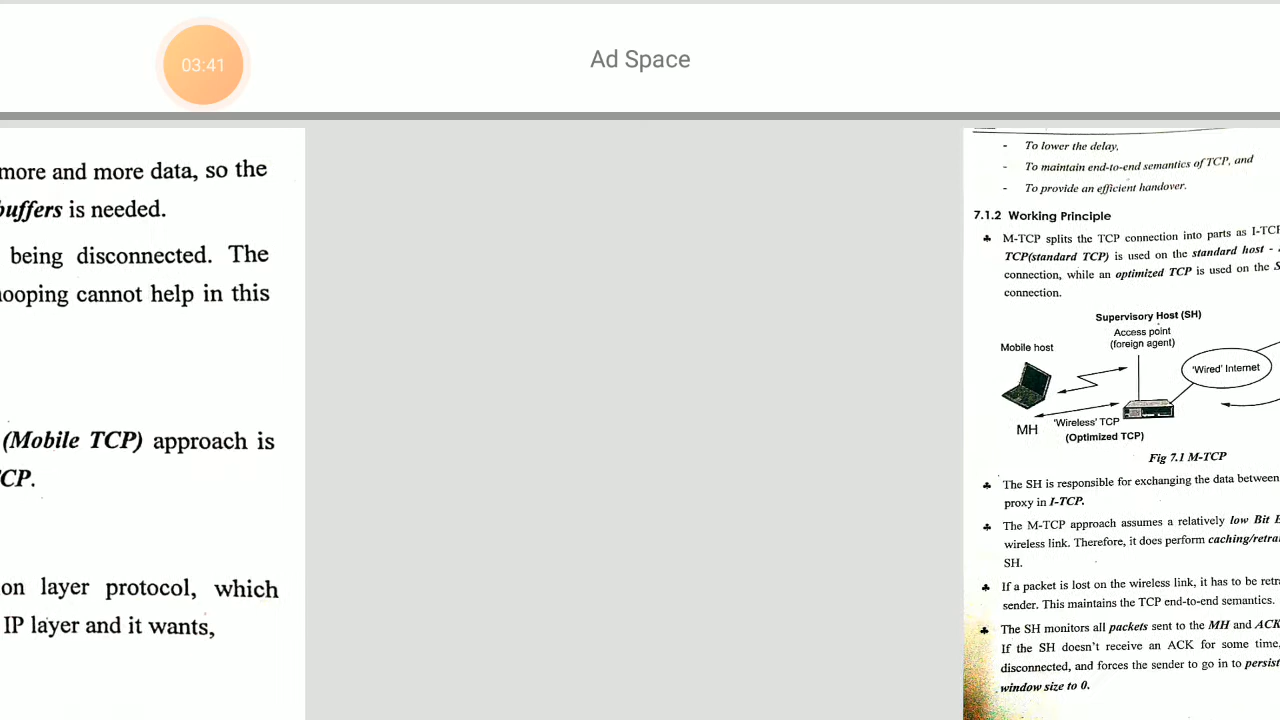 03:41
Ad Space
more and more data, so the
buffers is needed.
being disconnected. The
cannot help in this
(Mobile TCP) approach is
layer protocol, which
IP layer and it wants,
- To lower the delay,
- To maintain end-to-end semantics of TCP, and
- To provide an efficient handover.
7.1.2 Working Principle
M-TCP splits the TCP connection into parts as I-TCP
TCP(standard TCP) is used on the standard host -
connection, while an optimized TCP is used on the S
connection.
Supervisory Host (SH)
Access point
(foreign agent)
Mobile host
'Wired' Internet
'Wireless' TCP
MH
(Optimized TCP)
Fig 7.1 M-TCP
The SH is responsible for exchanging the data between
proxy in I-TCP.
The M-TCP approach assumes a relatively low Bit
wireless link. Therefore, it does perform
SH.
If a packet is lost on the wireless link, it has to be
sender. This maintains the TCP end-to-end semantics.
The SH monitors all packets sent to the MH and ACK
If the SH doesn't receive an ACK for some time,
disconnected, and forces the sender to go in to persist
window size to 0.